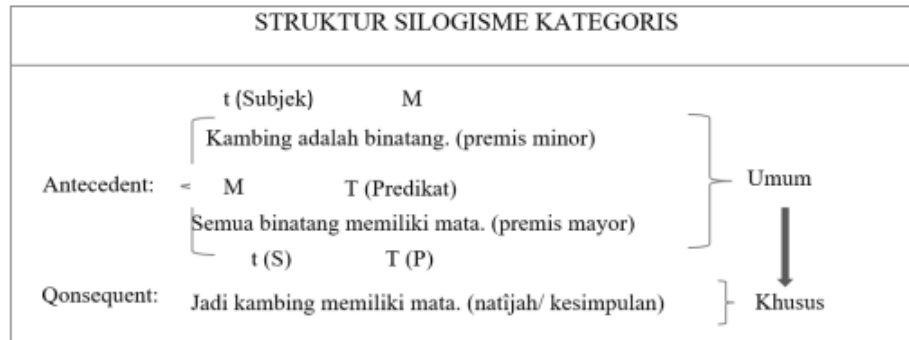 STRUKTUR SILOGISME KATEGORIS
t (Subjek) M
Kambing adalah binatang. (premis minor)
Antecedent: < M T (Predikat) Umum
Semua binatang memiliki mata. (premis mayor)
t (S) T (P)
Qonsequent: Jadi kambing memiliki mata. (natîjah/ kesimpulan) Khusus